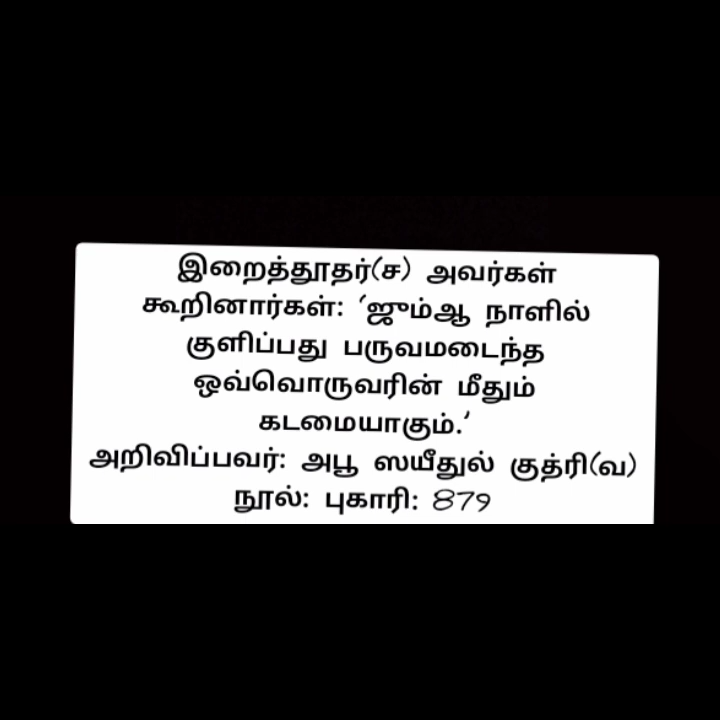 இறைத்தூதர்(ச) அவர்கள்
கூறினார்கள்: ‘ஜும்ஆ நாளில்
குளிப்பது பருவமடைந்த
ஒவ்வொருவரின் மீதும்
கடமையாகும்.’
அறிவிப்பவர்: அபூ ஸயீதுல் குத்ரி(வ)
நூல்: புகாரி: 879